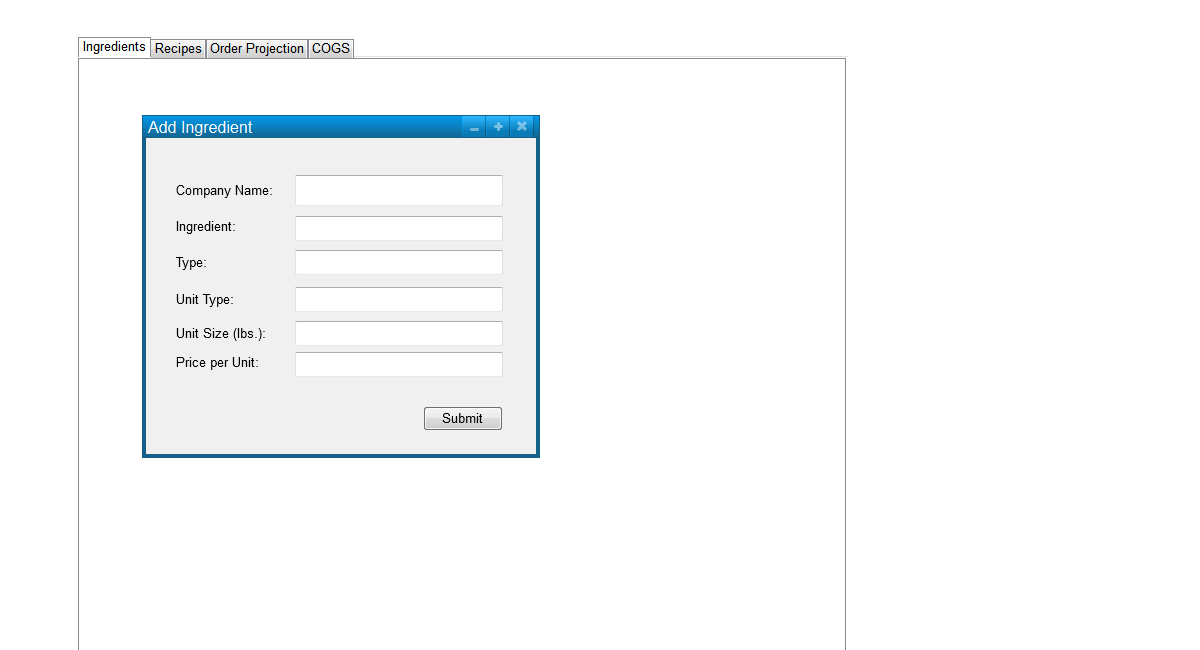 Ingredients Recipes Order Projection COGS
Add Ingredient
Company Name:
Ingredient:
Type:
Unit Type:
Unit Size (lbs.):
Price per Unit:
Submit